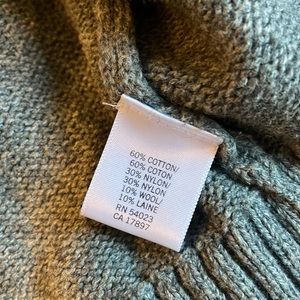 60% COTTON/
60% COTON
30% NYLON/
30% NYLON
10% WOOL/
10% LAINE
RN 54023
CA 17897